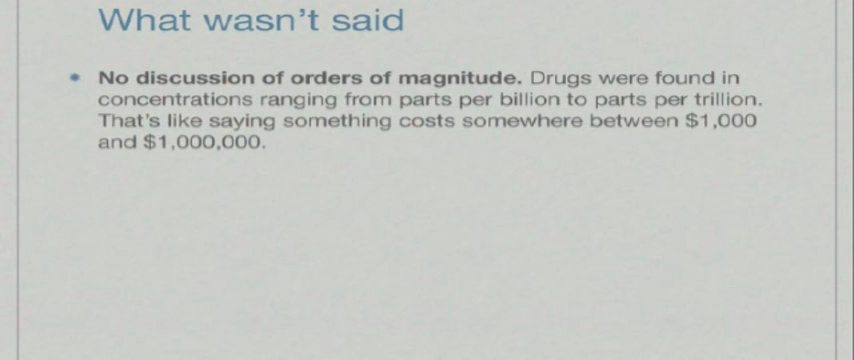 What wasn't said
No discussion of orders of magnitude. Drugs were found in
concentrations ranging from parts per billion to parts per trillion.
That's like saying something costs somewhere between $1,000
and $1,000,000.